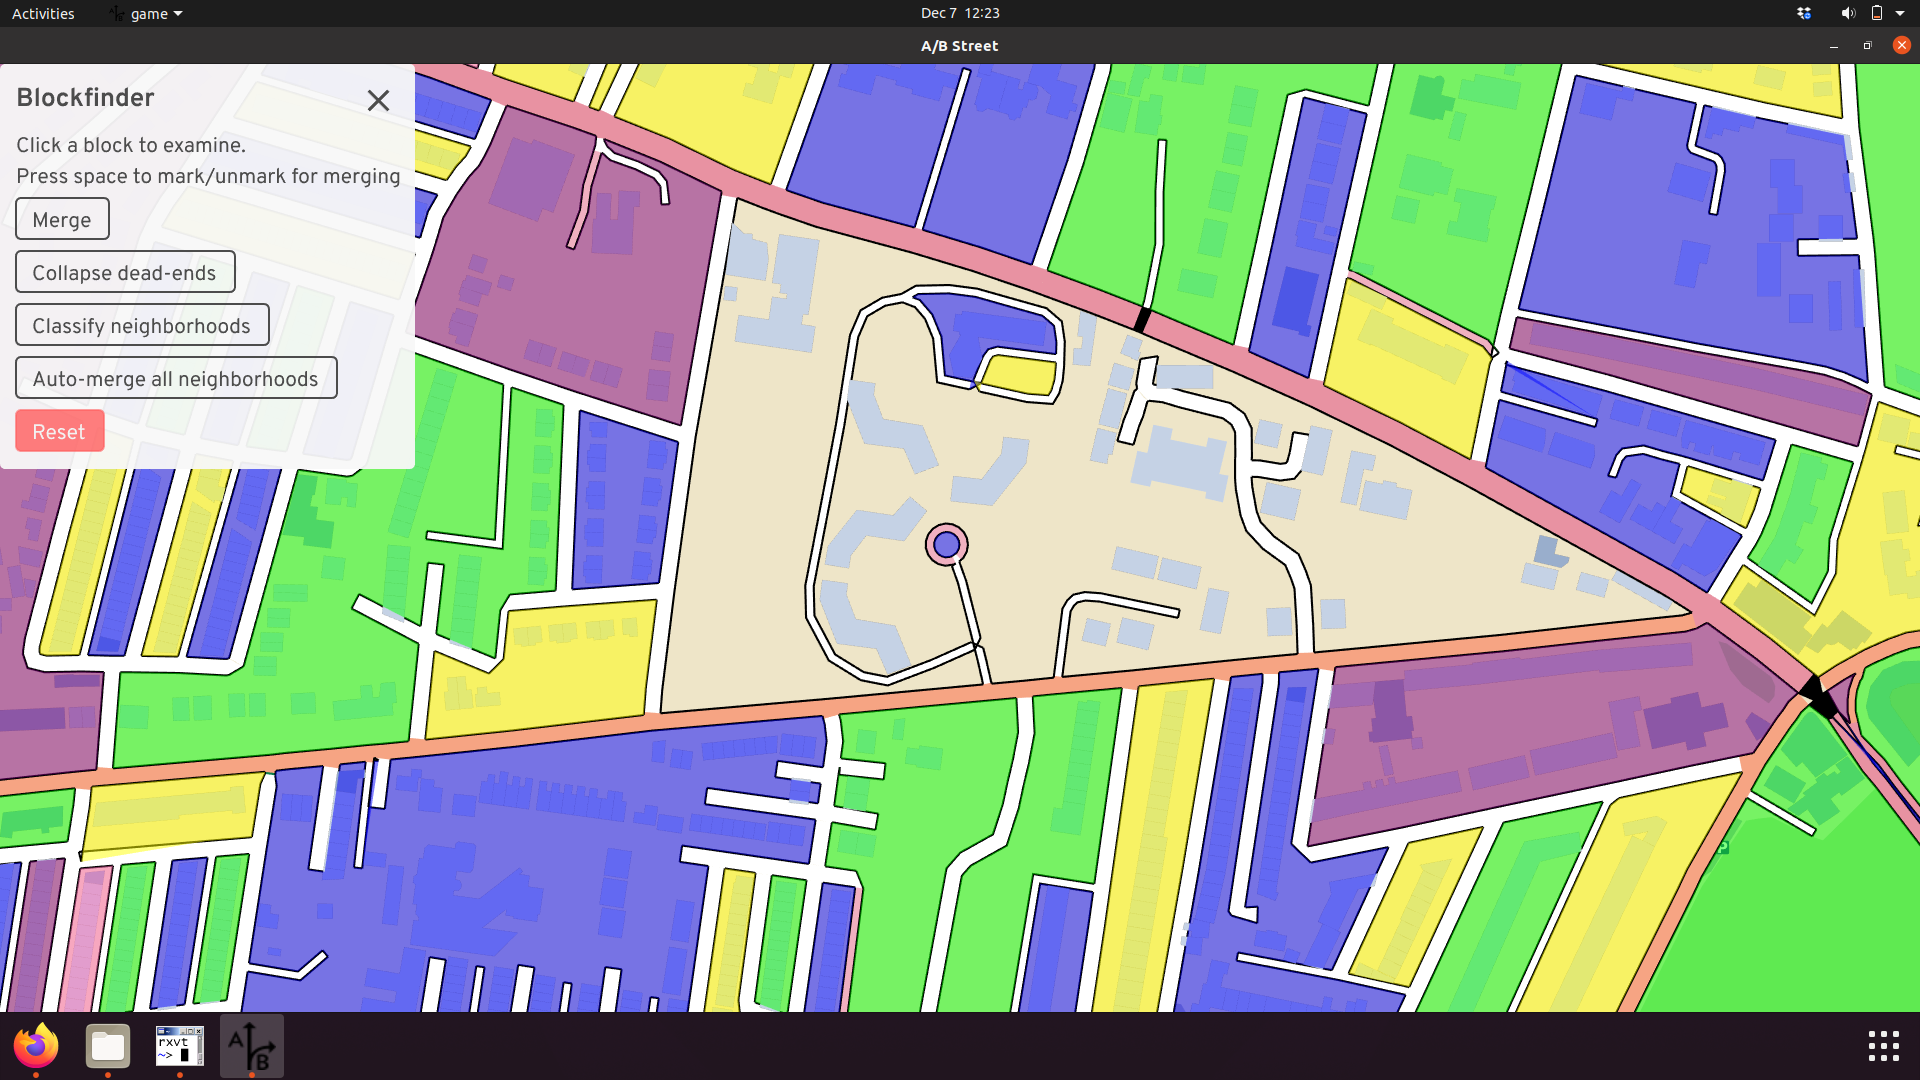 Activities
game
Dec 7 12:23
A/B Street
Blockfinder
Click a block to examine.
Press space to mark/unmark for merging
Merge
Collapse dead-ends
Classify neighborhoods
Auto-merge all neighborhoods
Reset
P
rxvt
~>
A
B